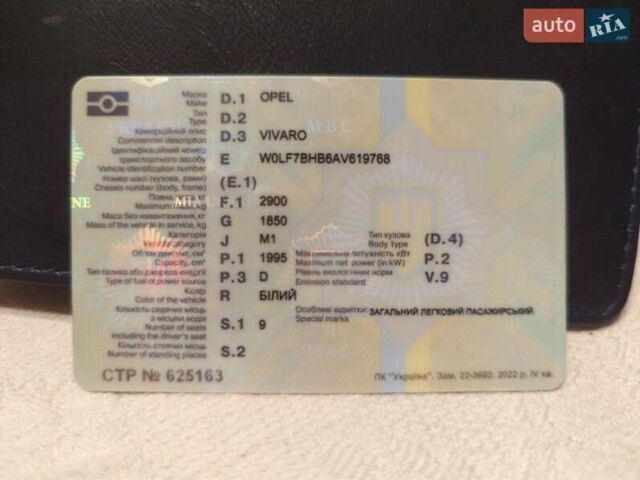 auto RIA .com
Марка
Make D.1 OPEL
Тип
Type D.2
МВС
Комерційний опис
Commercial description D.3 VIVARO
Ідентифікаційний номер
транспортного засобу E W0LF7BHB6AV619768
Vehicle identification number
Номер шасі (кузова, рами)
Chassis number (body, frame) (E.1)
Повна маса, кг
Maximum mass, kg F.1 2900
Маса без навантаження, кг
Mass of the vehicle in service, kg G 1850
Категорія
Vehicle category J M1
Тип кузова
Body type (D.4)
Об'єм двигуна, см³
Capacity, cm³ P.1 1995
Максимальна потужність кВт
Maximum net power (in kW) P.2
Тип палива або джерела енергії
Type of fuel or power source P.3 D
Рівень екологічних норм
Emission standard V.9
Колір
Color of the vehicle R БІЛИЙ
Особливі відмітки
Special marks ЗАГАЛЬНИЙ ЛЕГКОВИЙ ПАСАЖИРСЬКИЙ
Кількість сидячих місць
з місцем водія
Number of seats S.1 9
including the driver's seat
Кількість стоячих місць
Number of standing places S.2
СТР № 625163
ПК "Україна". Зам. 22-3682. 2022 р. IV кв.